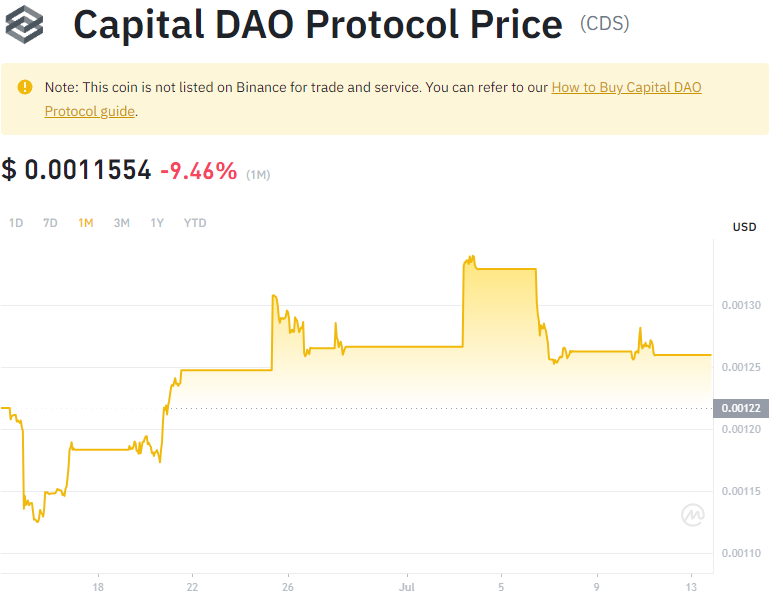 Capital DAO Protocol Price (CDS)
Note: This coin is not listed on Binance for trade and service. You can refer to our How to Buy Capital DAO
Protocol guide.
$ 0.0011554 -9.46% (1M)
1D 7D 1M 3M 1Y YTD
USD
0.00130
0.00125
0.00122
0.00120
0.00115
0.00110
18 22 26 Jul 5 9 13